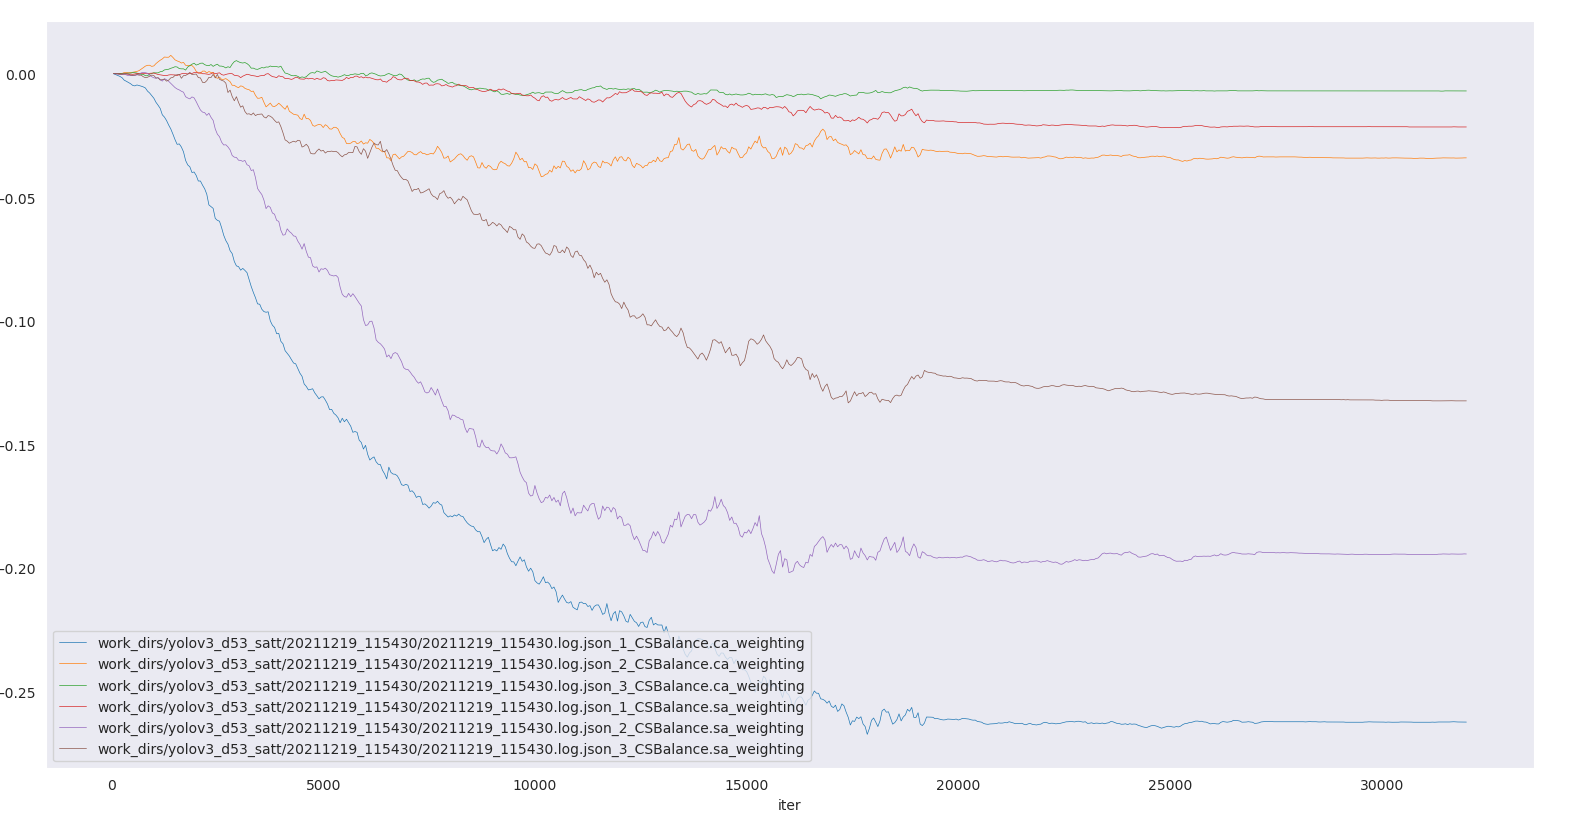 0.00
-0.05
-0.10
-0.15
-0.20
-0.25
work_dirs/yolov3_d53_satt/20211219_115430/20211219_115430.log.json_1_CSBalance.ca_weighting
work_dirs/yolov3_d53_satt/20211219_115430/20211219_115430.log.json_2_CSBalance.ca_weighting
work_dirs/yolov3_d53_satt/20211219_115430/20211219_115430.log.json_3_CSBalance.ca_weighting
work_dirs/yolov3_d53_satt/20211219_115430/20211219_115430.log.json_1_CSBalance.sa_weighting
work_dirs/yolov3_d53_satt/20211219_115430/20211219_115430.log.json_2_CSBalance.sa_weighting
work_dirs/yolov3_d53_satt/20211219_115430/20211219_115430.log.json_3_CSBalance.sa_weighting
0 5000 10000 15000 20000 25000 30000
iter